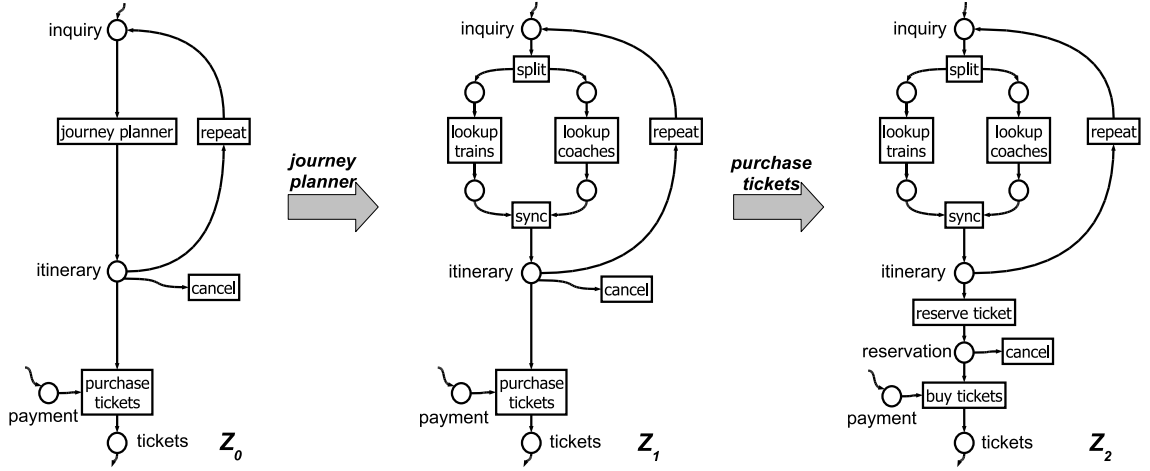 inquiry
journey planner
repeat
itinerary
cancel
purchase
tickets
payment
tickets
Z0
journey
planner
inquiry
split
lookup
trains
lookup
coaches
repeat
sync
itinerary
cancel
purchase
tickets
payment
tickets
Z1
purchase
tickets
inquiry
split
lookup
trains
lookup
coaches
repeat
sync
itinerary
reserve ticket
reservation
cancel
buy tickets
payment
tickets
Z2